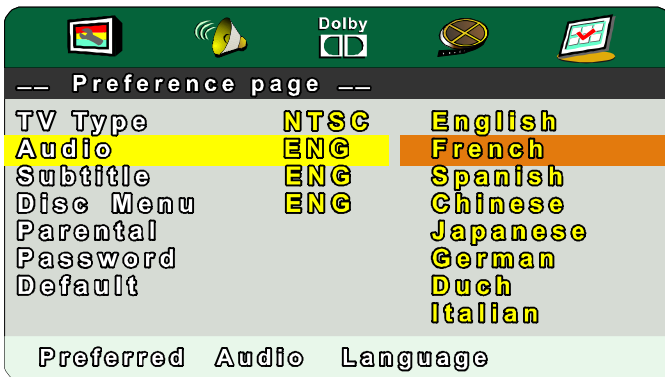 Dolby
-- Preference page --
TV Type NTSC English
Audio ENG French
Subtitle ENG Spanish
Disc Menu ENG Chinese
Parental Japanese
Password German
Default Duch
Italian
Preferred Audio Language